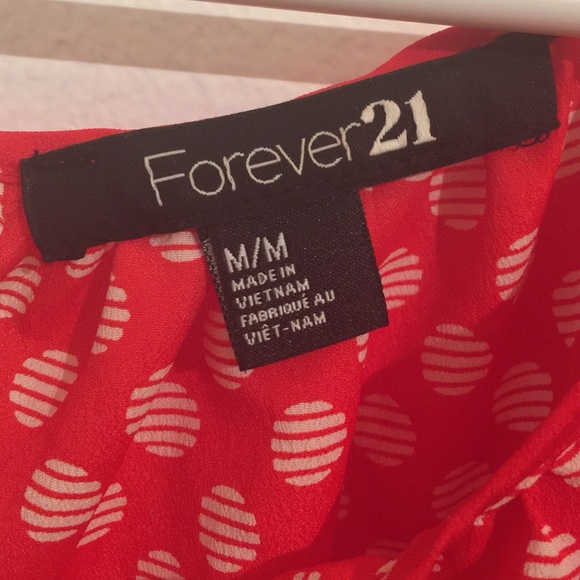 Forever21
M/M
MADE IN
VIETNAM
FABRIQUÉ AU
VIÊT-NAM